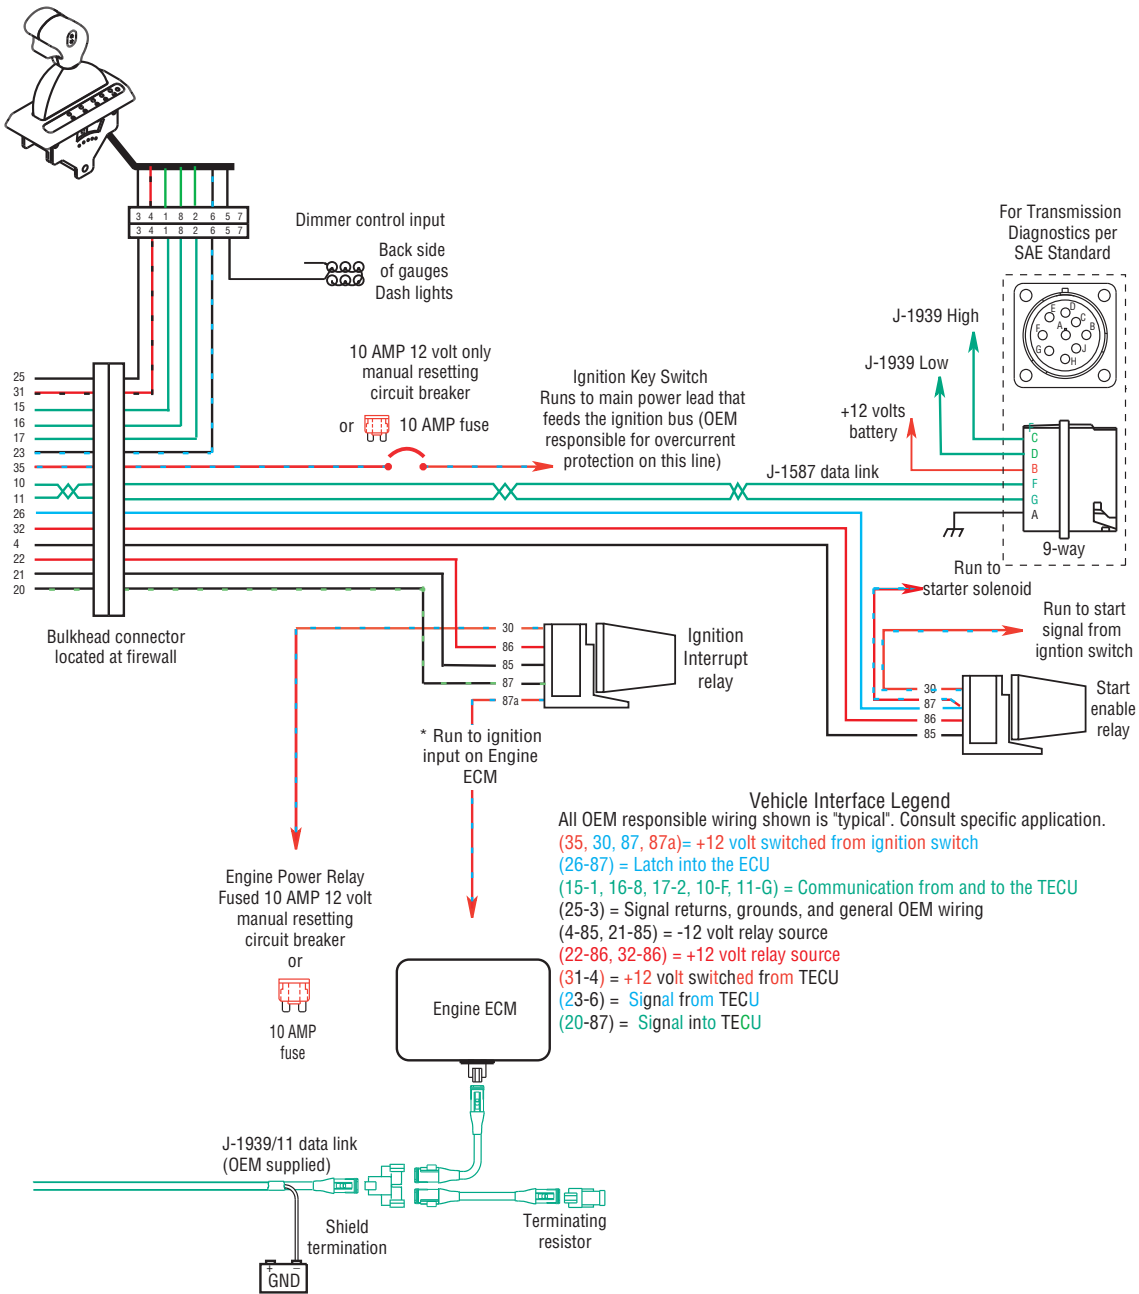 3 4 1 8 2 6 5 7
3 4 1 8 2 6 5 7
Dimmer control input
Back side
of gauges
Dash lights
For Transmission
Diagnostics per
SAE Standard
E D
C
F A B
G J
H
J-1939 High
J-1939 Low
+12 volts
battery
10 AMP 12 volt only
manual resetting
circuit breaker
or
10 AMP fuse
Ignition Key Switch
Runs to main power lead that
feeds the ignition bus (OEM
responsible for overcurrent
protection on this line)
J-1587 data link
25
31
15
16
17
23
35
10
11
26
32
4
22
21
20
C
D
B
F
G
A
9-way
Bulkhead connector
located at firewall
Run to
starter solenoid
Run to start
signal from
igntion switch
30
86
85
87
87a
Ignition
Interrupt
relay
30
87
86
85
Start
enable
relay
* Run to ignition
input on Engine
ECM
Vehicle Interface Legend
All OEM responsible wiring shown is "typical". Consult specific application.
(35, 30, 87, 87a)= +12 volt switched from ignition switch
(26-87) = Latch into the ECU
(15-1, 16-8, 17-2, 10-F, 11-G) = Communication from and to the TECU
(25-3) = Signal returns, grounds, and general OEM wiring
(4-85, 21-85) = -12 volt relay source
(22-86, 32-86) = +12 volt relay source
(31-4) = +12 volt switched from TECU
(23-6) = Signal from TECU
(20-87) = Signal into TECU
Engine Power Relay
Fused 10 AMP 12 volt
manual resetting
circuit breaker
or
10 AMP
fuse
Engine ECM
J-1939/11 data link
(OEM supplied)
Shield
termination
+ −
GND
Terminating
resistor